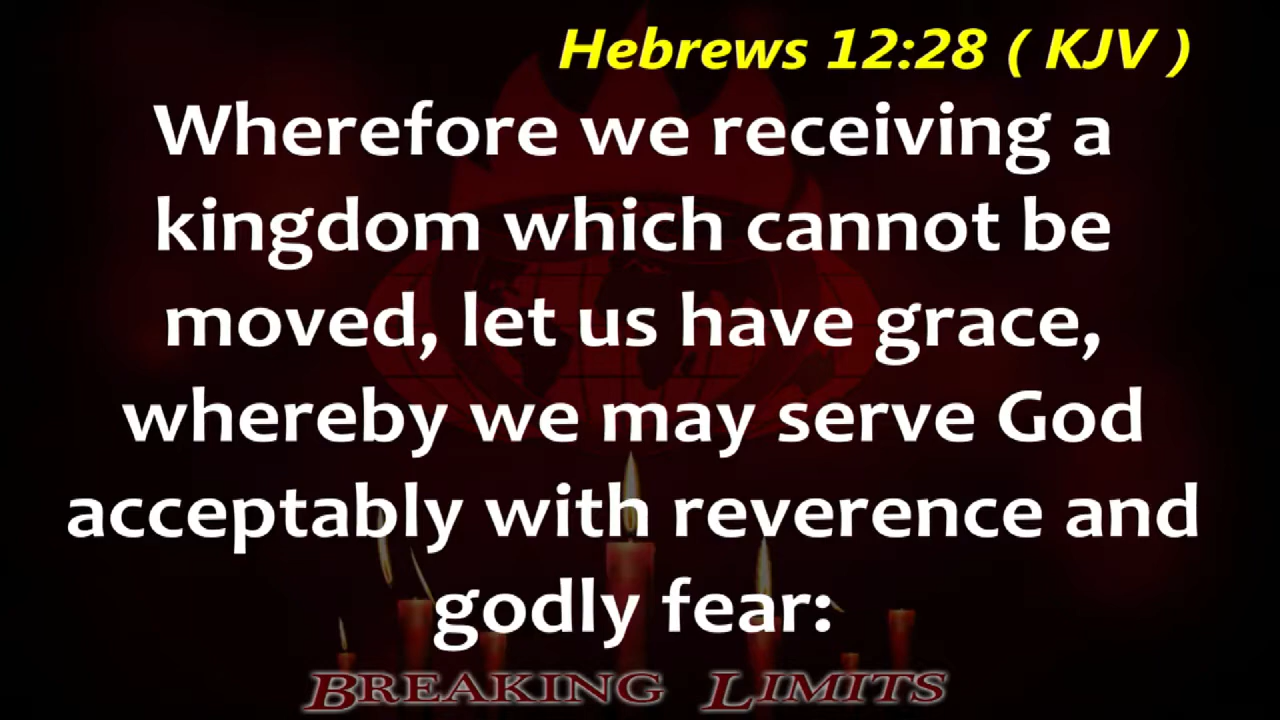 Hebrews 12:28 ( KJV )
Wherefore we receiving a
kingdom which cannot be
moved, let us have grace,
whereby we may serve God
acceptably with reverence and
godly fear:
BREAKING LIMITS